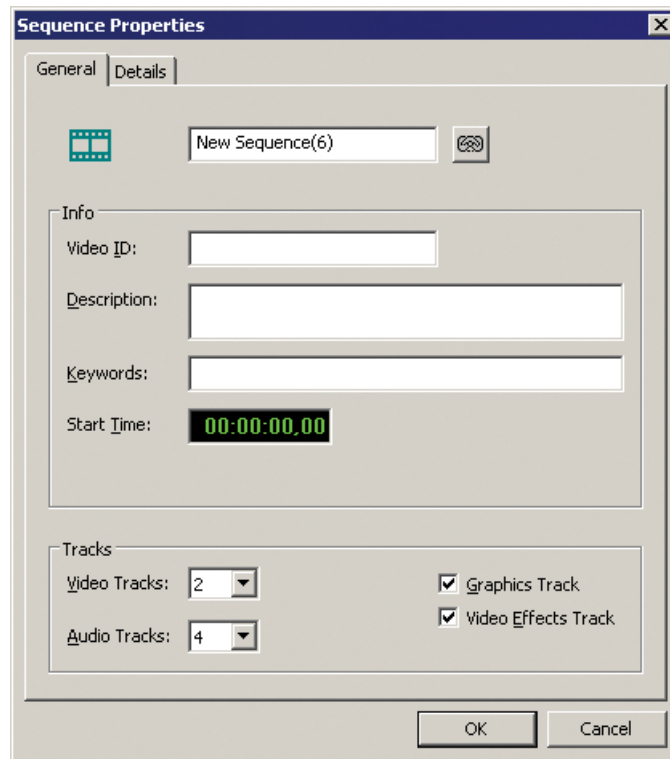 Sequence Properties
General Details
New Sequence(6)
Info
Video ID:
Description:
Keywords:
Start Time: 00:00:00,00
Tracks
Video Tracks: 2
Graphics Track
Video Effects Track
Audio Tracks: 4
OK Cancel